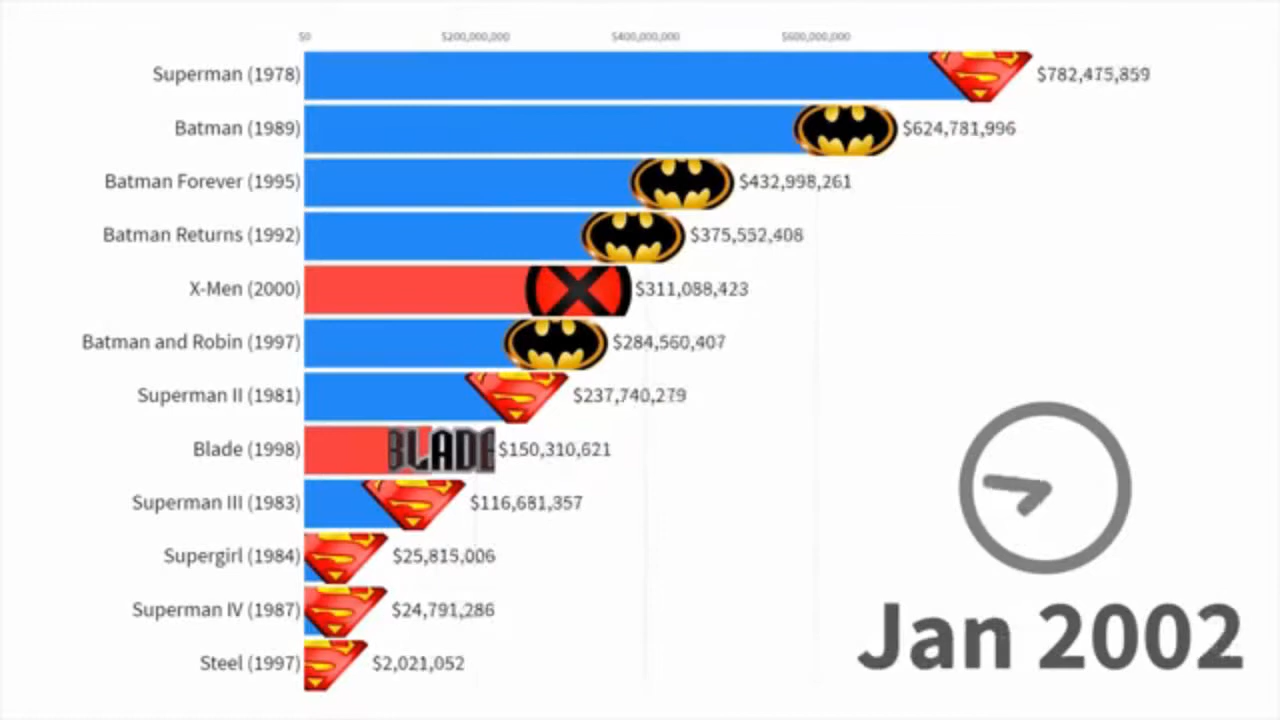 $0 $200,000,000 $400,000,000 $600,000,000
Superman (1978) $782,475,859
Batman (1989) $624,781,996
Batman Forever (1995) $432,998,261
Batman Returns (1992) $375,552,408
X-Men (2000) $311,088,423
Batman and Robin (1997) $284,560,407
Superman II (1981) $237,740,279
Blade (1998) BLADE $150,310,621
Superman III (1983) $116,681,357
Supergirl (1984) $25,815,006
Superman IV (1987) $24,791,286
Steel (1997) $2,021,052
Jan 2002